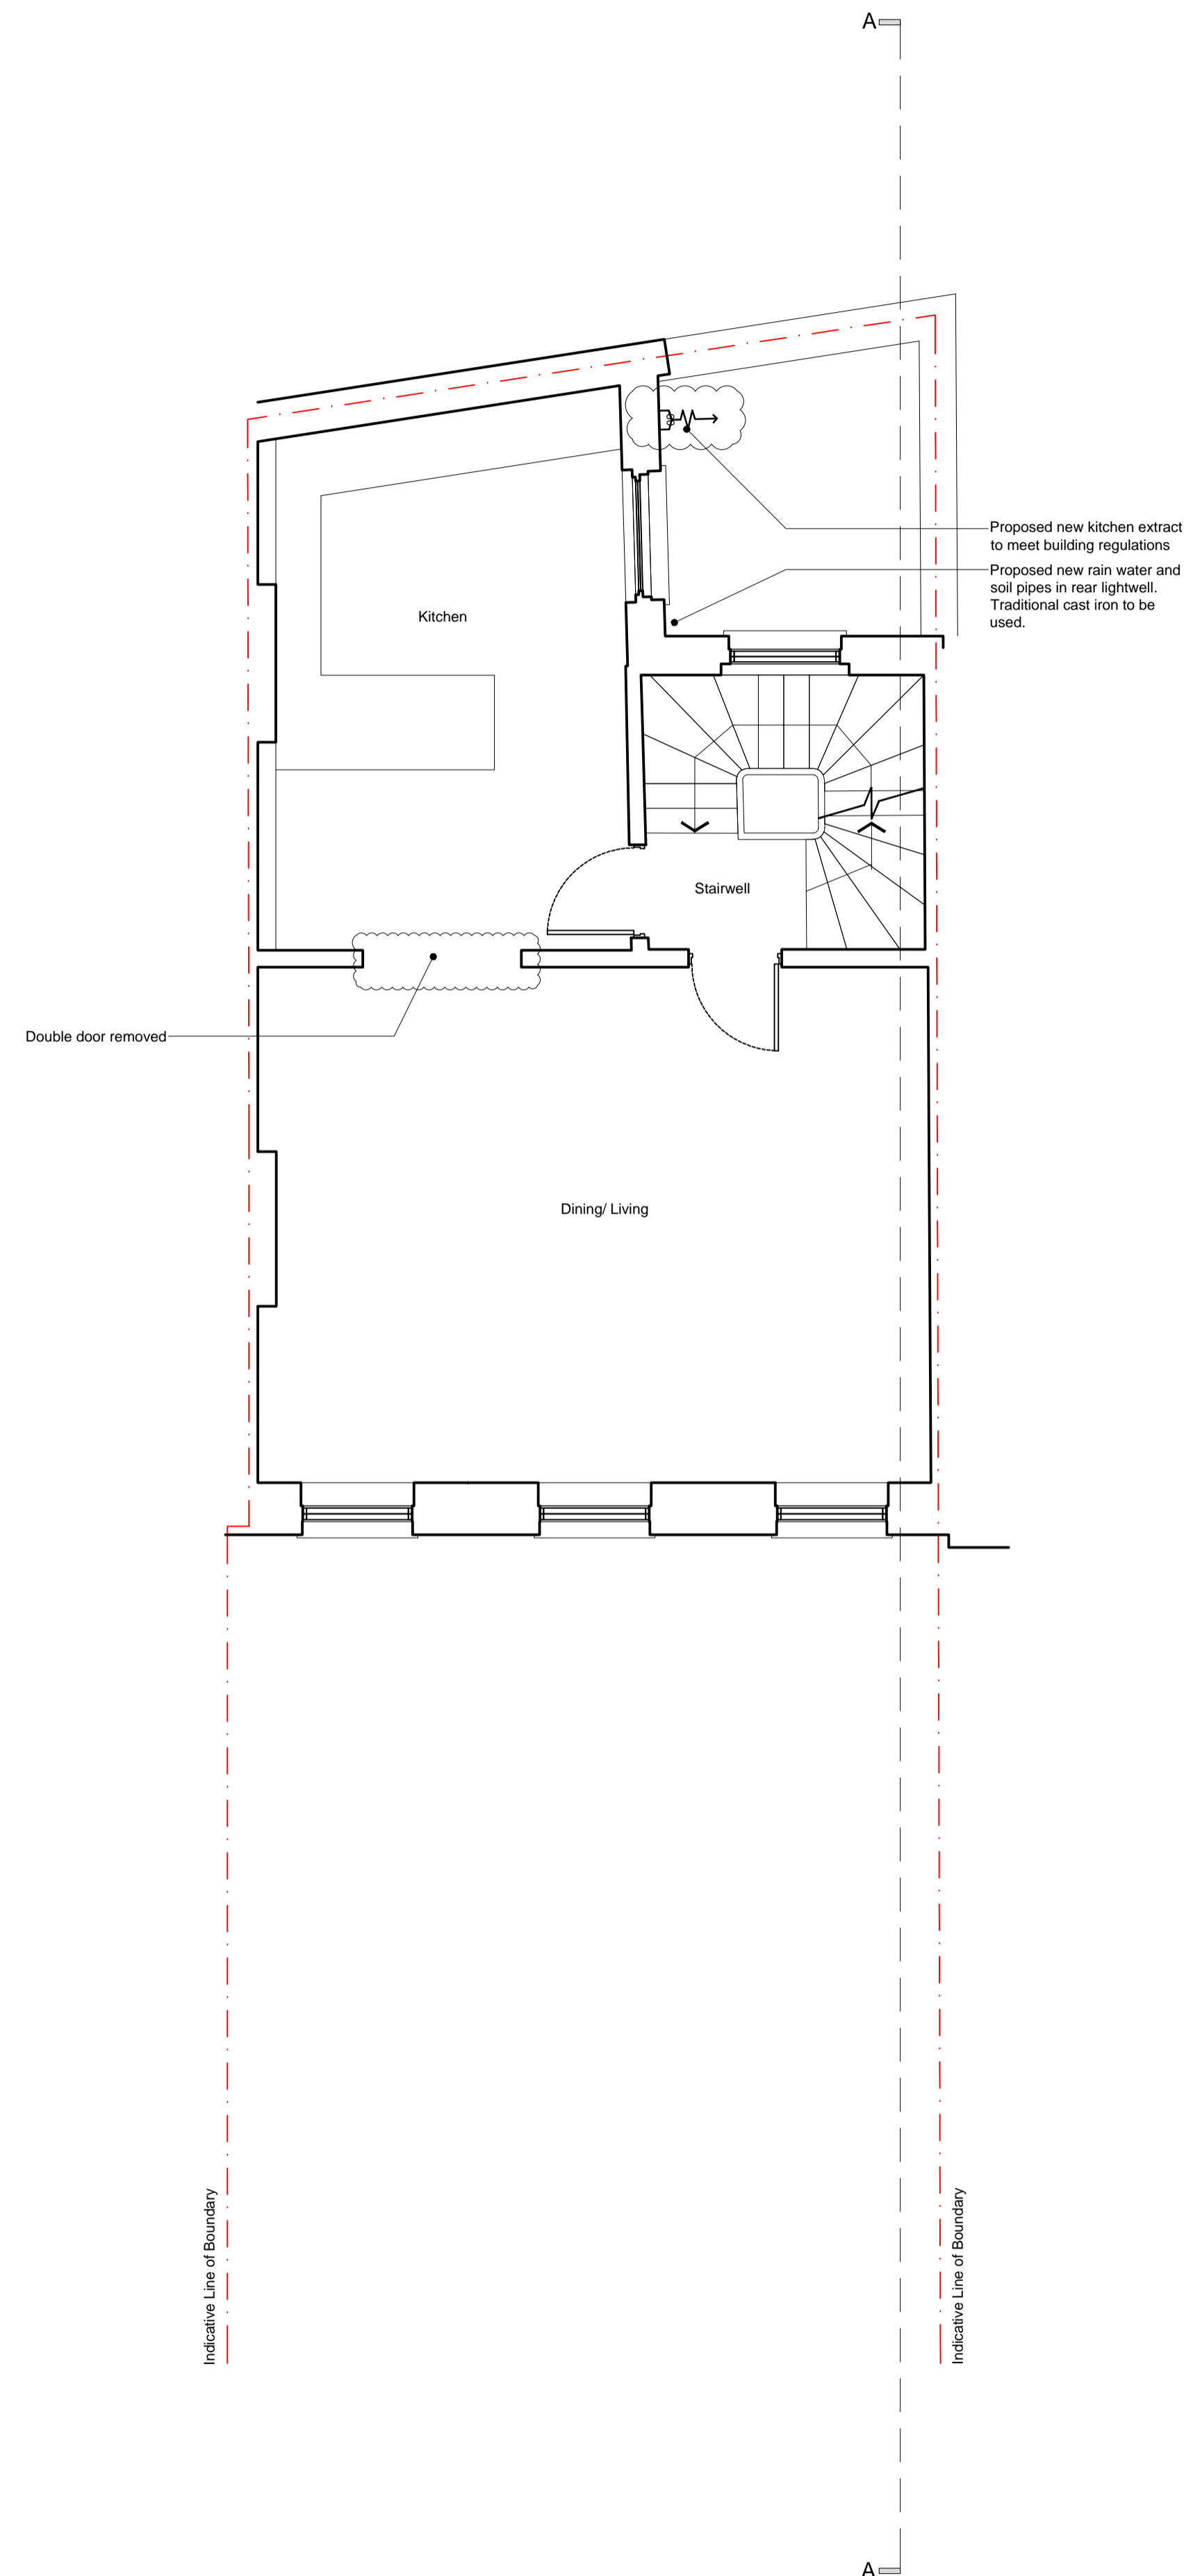 A
Proposed new kitchen extract
to meet building regulations
Proposed new rain water and
soil pipes in rear lightwell.
Traditional cast iron to be
used.
Kitchen
Stairwell
Double door removed
Dining/ Living
Indicative Line of Boundary
Indicative Line of Boundary
A